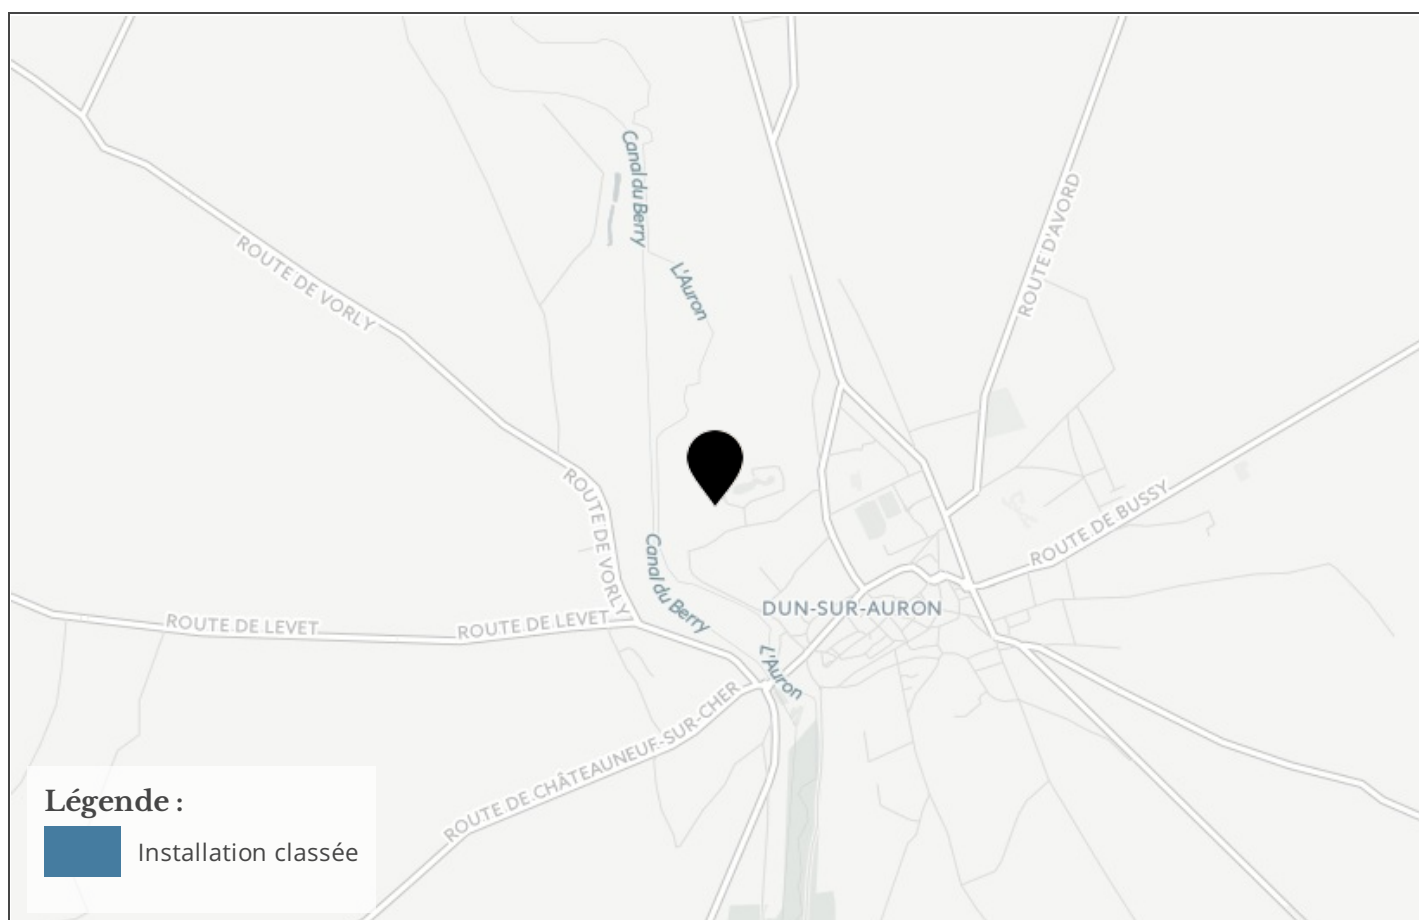 Canal du Berry
ROUTE D'AVORD
ROUTE DE VORLY
L'Auron
ROUTE DE VORLY
ROUTE DE BUSSY
Canal du Berry
DUN-SUR-AURON
ROUTE DE LEVET
ROUTE DE LEVET
L'Auron
ROUTE DE CHÂTEAUNEUF-SUR-CHER
Légende :
Installation classée